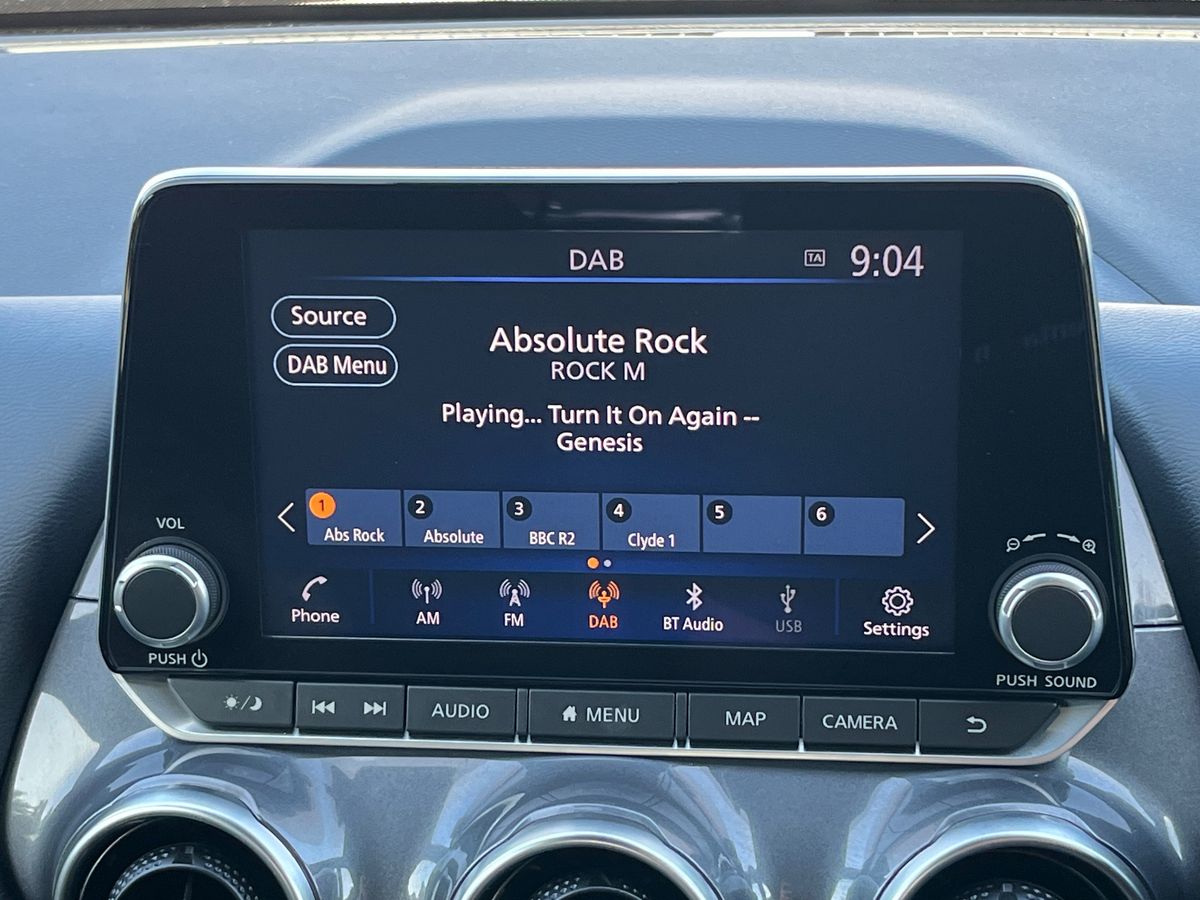 DAB
TA
9:04
Source
Absolute Rock
ROCK M
DAB Menu
Playing... Turn It On Again --
Genesis
1
2
3
4
5
6
Abs Rock
Absolute
BBC R2
Clyde 1
VOL
Phone
AM
FM
DAB
BT Audio
USB
Settings
PUSH
PUSH SOUND
AUDIO
MENU
MAP
CAMERA